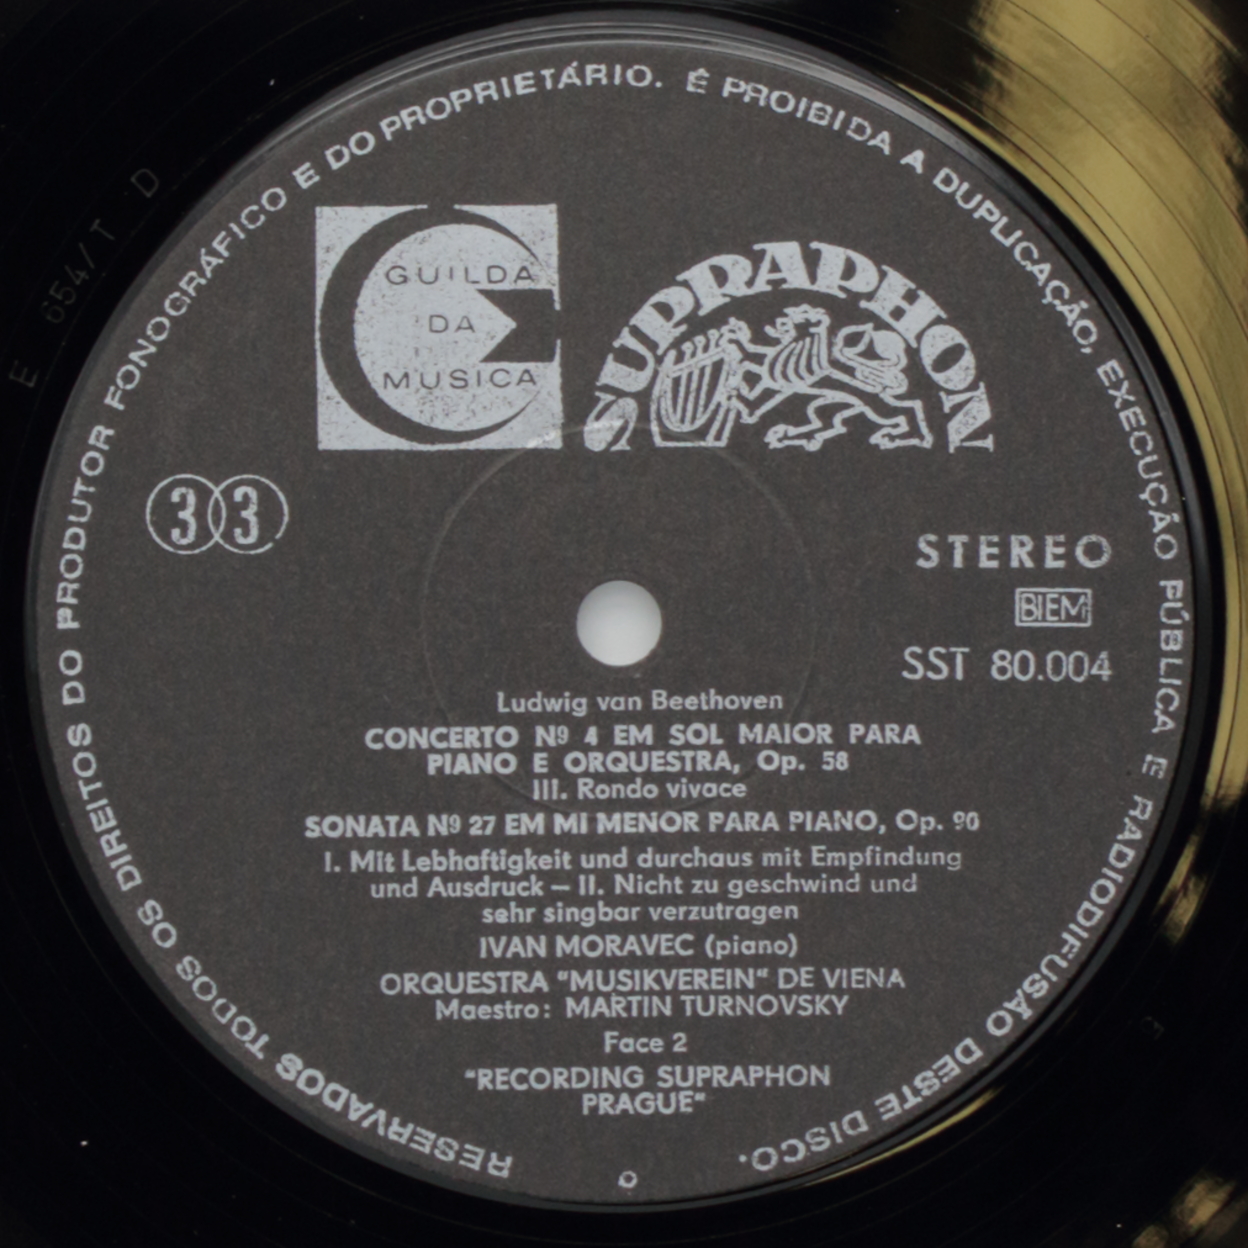 RESERVADOS TODOS OS DIREITOS DO PRODUTOR FONOGRÁFICO E DO PROPRIETÁRIO. É PROIBIDA A DUPLICAÇÃO, EXECUÇÃO PÚBLICA E RADIODIFUSÃO DESTE DISCO.
GUILDA
DA
MUSICA
SUPRAPHON
33
STEREO
BIEM
SST 80.004
Ludwig van Beethoven
CONCERTO Nº 4 EM SOL MAIOR PARA
PIANO E ORQUESTRA, Op. 58
III. Rondo vivace
SONATA Nº 27 EM MI MENOR PARA PIANO, Op. 90
I. Mit Lebhaftigkeit und durchaus mit Empfindung
und Ausdruck — II. Nicht zu geschwind und
sehr singbar verzutragen
IVAN MORAVEC (piano)
ORQUESTRA "MUSIKVEREIN" DE VIENA
Maestro: MARTIN TURNOVSKY
Face 2
"RECORDING SUPRAPHON
PRAGUE"
E 654/T D